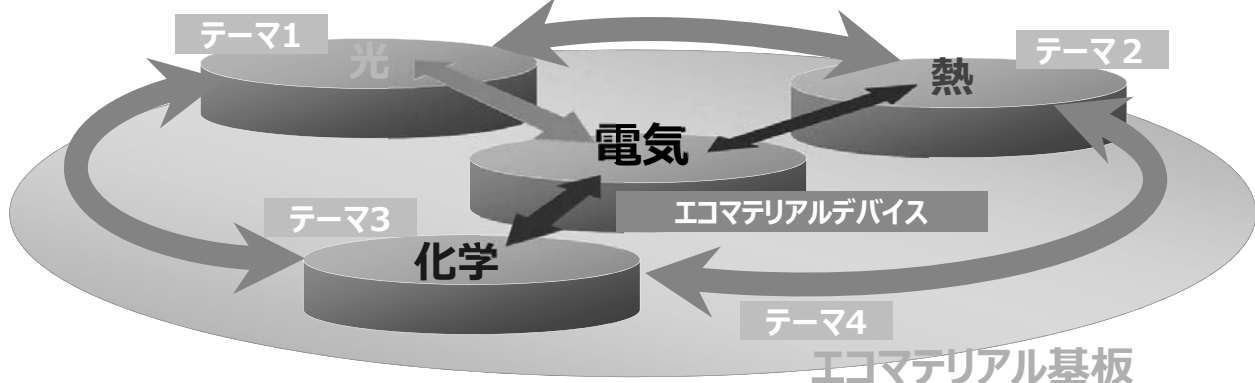 テーマ1
光
テーマ２
熱
電気
エコマテリアルデバイス
テーマ3
化学
テーマ4
エコマテリアル基板